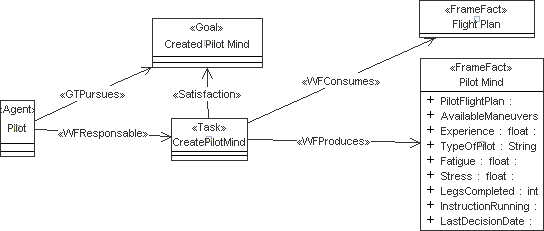 «Goal»
Created Pilot Mind
«FrameFact»
Flight Plan
«GTPursues»
«Satisfaction»
«WFConsumes»
«Agent»
Pilot
«WFResponsable»
«Task»
CreatePilotMind
«WFProduces»
«FrameFact»
Pilot Mind
+ PilotFlightPlan :
+ AvailableManeuvers
+ Experience : float :
+ TypeOfPilot : String
+ Fatigue : float :
+ Stress : float :
+ LegsCompleted : int
+ InstructionRunning :
+ LastDecisionDate :